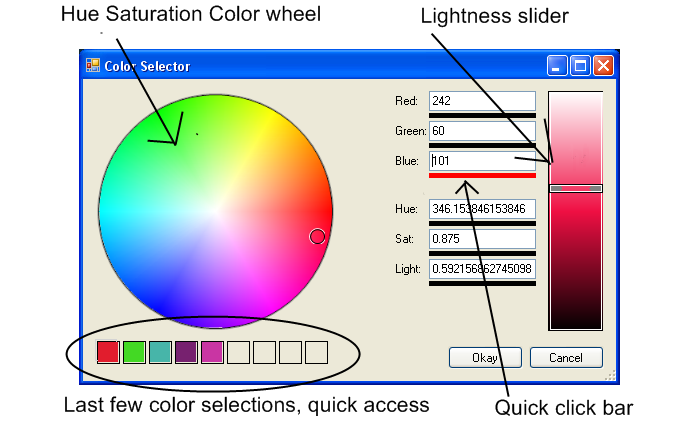 Hue Saturation Color wheel
Lightness slider
Color Selector
Red: 242
Green: 60
Blue: 101
Hue: 346.153846153846
Sat: 0.875
Light: 0.592156862745098
Okay
Cancel
Last few color selections, quick access
Quick click bar